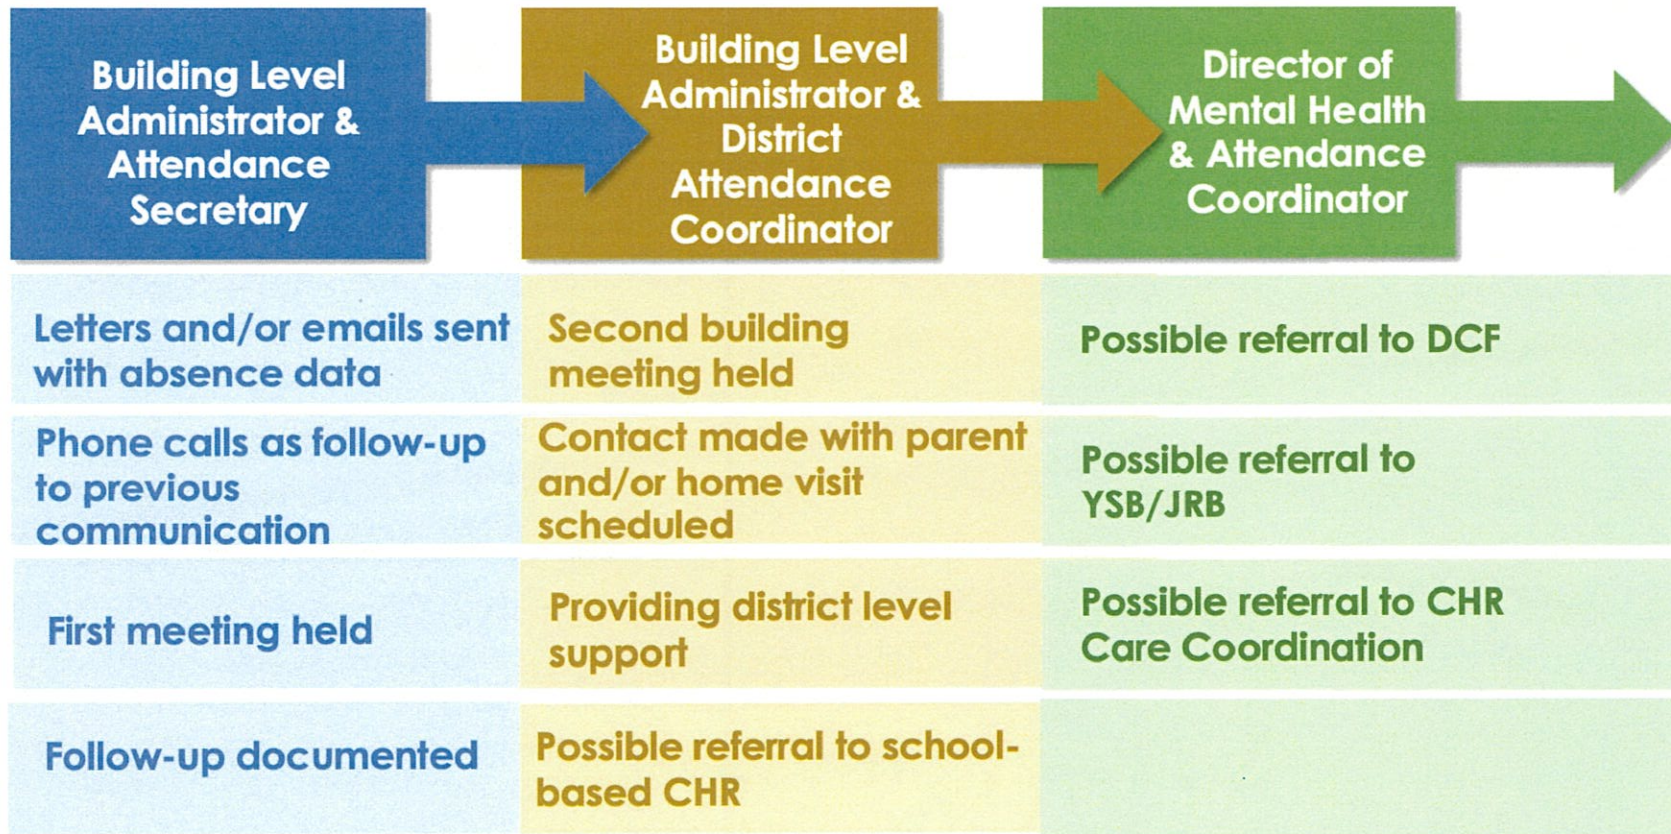 Building Level
Administrator &
Attendance
Secretary
Building Level
Administrator &
District
Attendance
Coordinator
Director of
Mental Health
& Attendance
Coordinator
Letters and/or emails sent
with absence data
Second building
meeting held
Possible referral to DCF
Phone calls as follow-up
to previous
communication
Contact made with parent
and/or home visit
scheduled
Possible referral to
YSB/JRB
First meeting held
Providing district level
support
Possible referral to CHR
Care Coordination
Follow-up documented
Possible referral to school-
based CHR